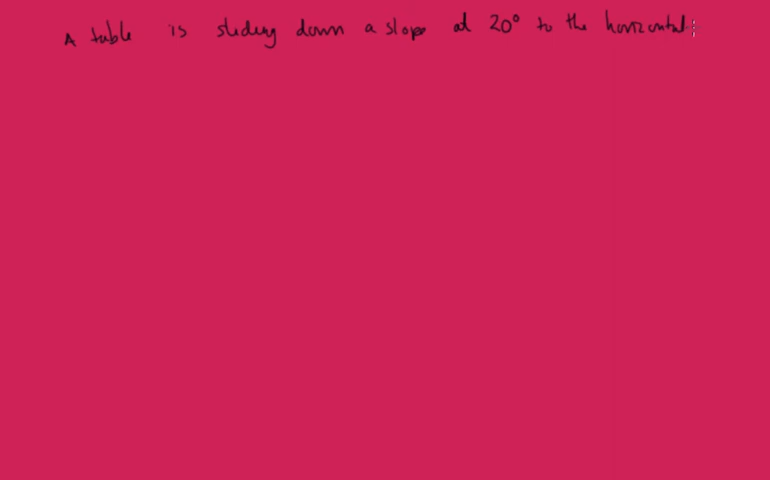 A table is sliding down a slope at 20° to the horizontal.